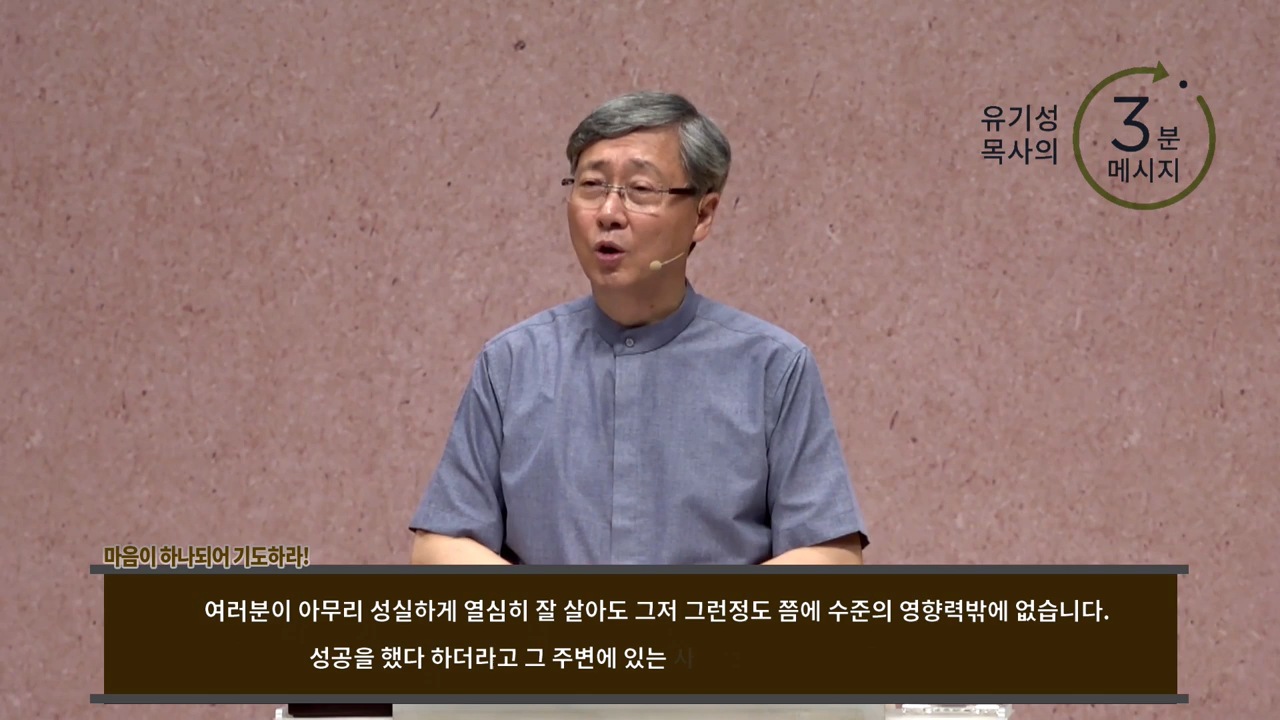 유기성
목사의
3분
메시지
마음이 하나되어 기도하라!
여러분이 아무리 성실하게 열심히 잘 살아도 그저 그런정도 쯤에 수준의 영향력밖에 없습니다.
성공을 했다 하더라고 그 주변에 있는 사